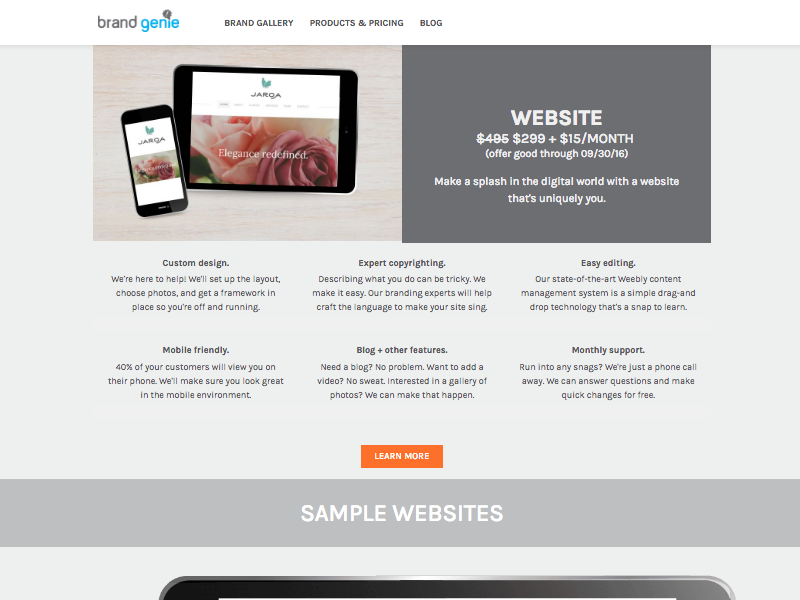 brand genie
BRAND GALLERY PRODUCTS & PRICING BLOG
JARQA
Elegance redefined.
JARQA
WEBSITE
$495 $299 + $15/MONTH
(offer good through 09/30/16)
Make a splash in the digital world with a website
that's uniquely you.
Custom design.
We're here to help! We'll set up the layout,
choose photos, and get a framework in
place so you're off and running.
Expert copyrighting.
Describing what you do can be tricky. We
make it easy. Our branding experts will help
craft the language to make your site sing.
Easy editing.
Our state-of-the-art Weebly content
management system is a simple drag-and
drop technology that's a snap to learn.
Mobile friendly.
40% of your customers will view you on
their phone. We'll make sure you look great
in the mobile environment.
Blog + other features.
Need a blog? No problem. Want to add a
video? No sweat. Interested in a gallery of
photos? We can make that happen.
Monthly support.
Run into any snags? We're just a phone call
away. We can answer questions and make
quick changes for free.
LEARN MORE
SAMPLE WEBSITES